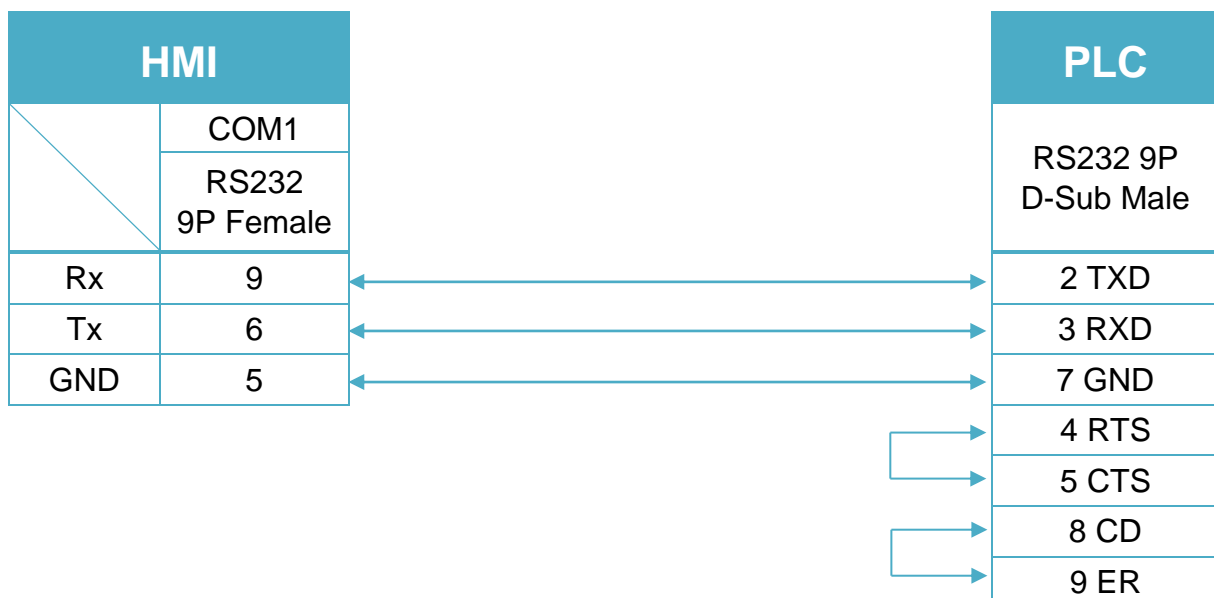 HMI
PLC
COM1
RS232
9P Female
RS232 9P
D-Sub Male
Rx 9 2 TXD
Tx 6 3 RXD
GND 5 7 GND
4 RTS
5 CTS
8 CD
9 ER